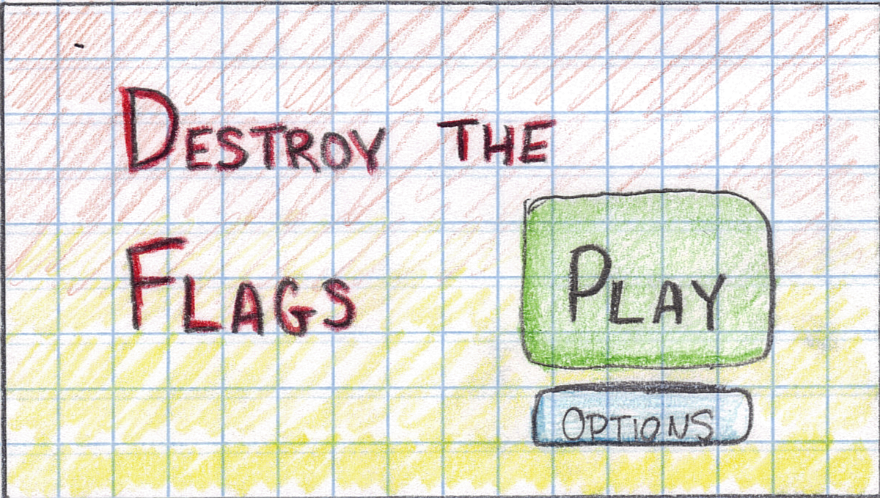 DESTROY THE
FLAGS
PLAY
OPTIONS